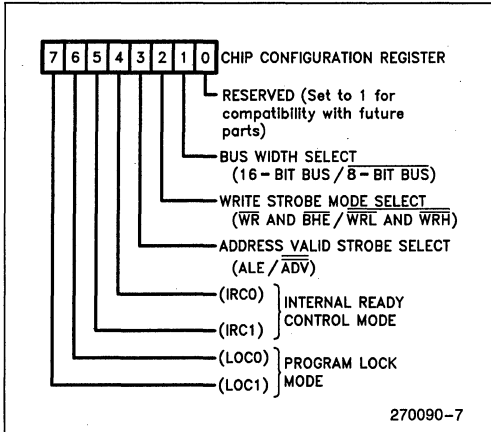 7 6 5 4 3 2 1 0 CHIP CONFIGURATION REGISTER
RESERVED (Set to 1 for
compatibility with future
parts)
BUS WIDTH SELECT
(16-BIT BUS / 8-BIT BUS)
WRITE STROBE MODE SELECT
(WR AND BHE / WRL AND WRH)
ADDRESS VALID STROBE SELECT
(ALE / ADV)
(IRC0)
INTERNAL READY
CONTROL MODE
(IRC1)
(LOC0)
PROGRAM LOCK
MODE
(LOC1)
270090-7